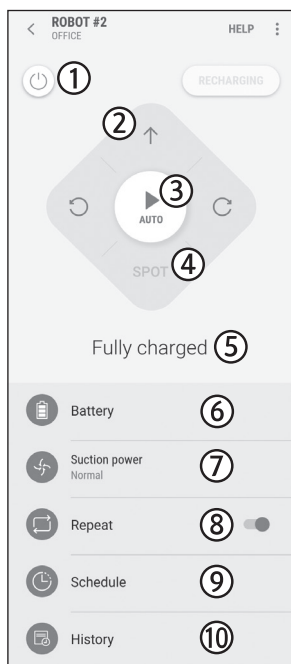 ROBOT #2
HELP
OFFICE
①
RECHARGING
②
③
AUTO
SPOT ④
Fully charged ⑤
Battery ⑥
Suction power ⑦
Normal
Repeat ⑧
Schedule ⑨
History ⑩